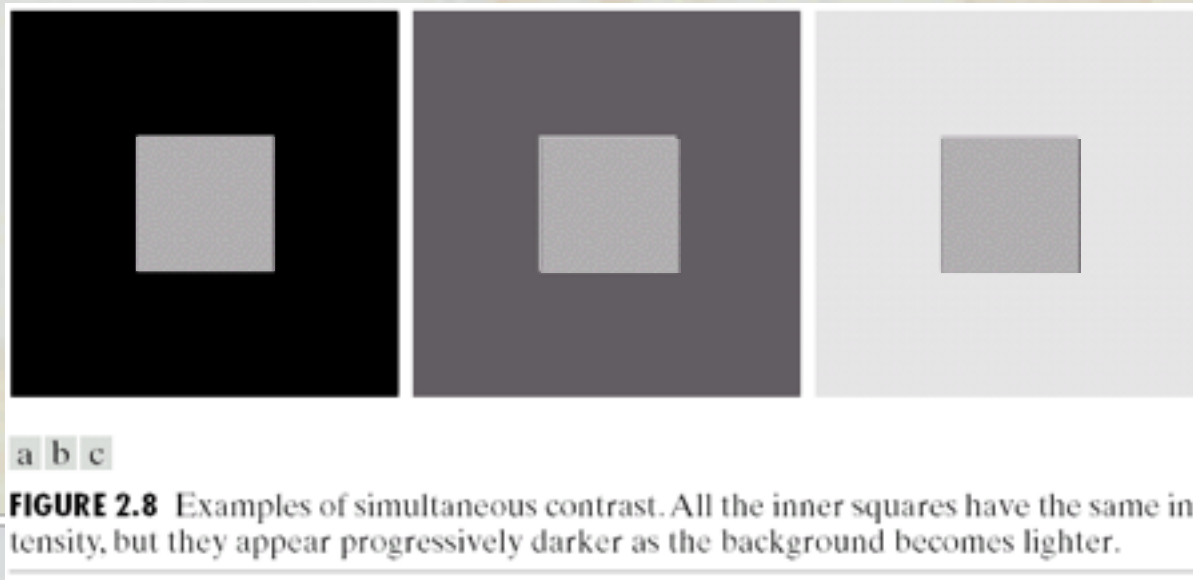 a b c
FIGURE 2.8 Examples of simultaneous contrast. All the inner squares have the same in
tensity, but they appear progressively darker as the background becomes lighter.